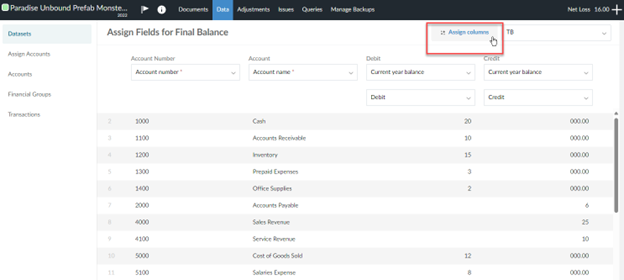 Paradise Unbound Prefab Monste... Documents Data Adjustments Issues Queries Manage Backups Net Loss 16.00
2022
Datasets
Assign Accounts
Accounts
Financial Groups
Transactions
Assign Fields for Final Balance Assign columns TB
Account Number Account Debit Credit
Account number * Account name * Current year balance Current year balance
Debit Credit
2 1000 Cash 20 000.00
3 1100 Accounts Receivable 10 000.00
4 1200 Inventory 15 000.00
5 1300 Prepaid Expenses 3 000.00
6 1400 Office Supplies 2 000.00
7 2000 Accounts Payable 6
8 4000 Sales Revenue 25
9 4100 Service Revenue 10
10 5000 Cost of Goods Sold 12 000.00
11 5100 Salaries Expense 8 000.00